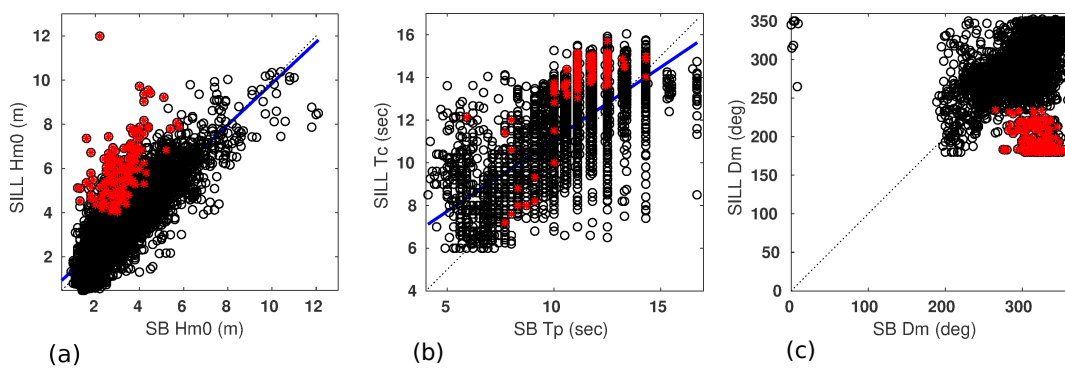 12
10
8
6
4
2
SILL Hm0 (m)
2 4 6 8 10 12
SB Hm0 (m)
(a)
16
14
12
10
8
6
4
SILL Tc (sec)
5 10 15
SB Tp (sec)
(b)
350
300
250
200
150
100
50
0
SILL Dm (deg)
0 100 200 300
SB Dm (deg)
(c)